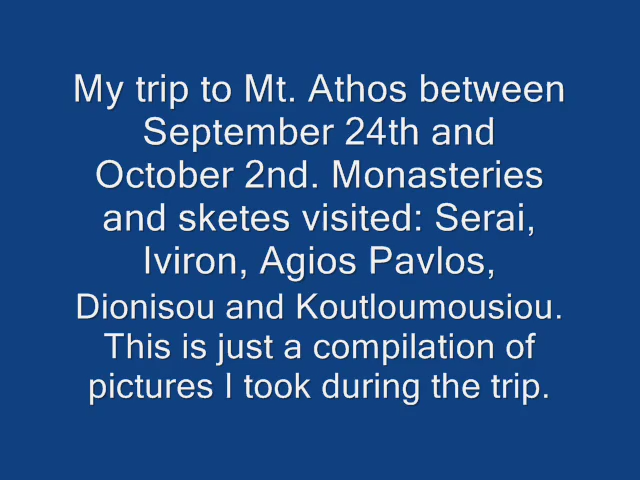 My trip to Mt. Athos between
September 24th and
October 2nd. Monasteries
and sketes visited: Serai,
Iviron, Agios Pavlos,
Dionisou and Koutloumousiou.
This is just a compilation of
pictures I took during the trip.